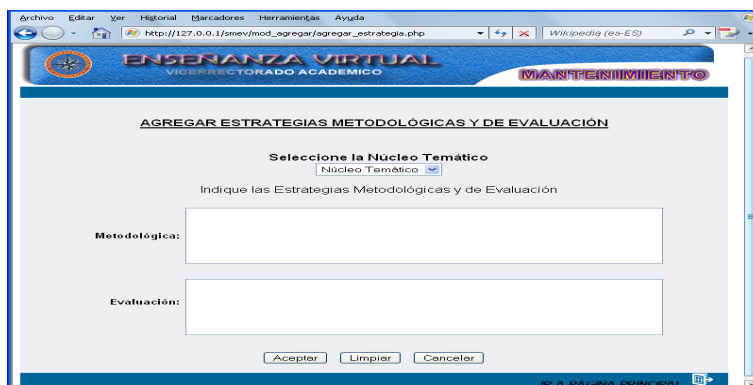 Archivo Editar Ver Historial Marcadores Herramientas Ayuda
http://127.0.0.1/smev/mod_agregar/agregar_estrategia.php Wikipedia (es-ES)
ENSEÑANZA VIRTUAL
VICERRECTORADO ACADEMICO
MANTENIMIENTO
AGREGAR ESTRATEGIAS METODOLÓGICAS Y DE EVALUACIÓN
Seleccione la Núcleo Temático
Núcleo Temático
Indique las Estrategias Metodológicas y de Evaluación
Metodológica:
Evaluación:
Aceptar Limpiar Cancelar
IR A PÁGINA PRINCIPAL